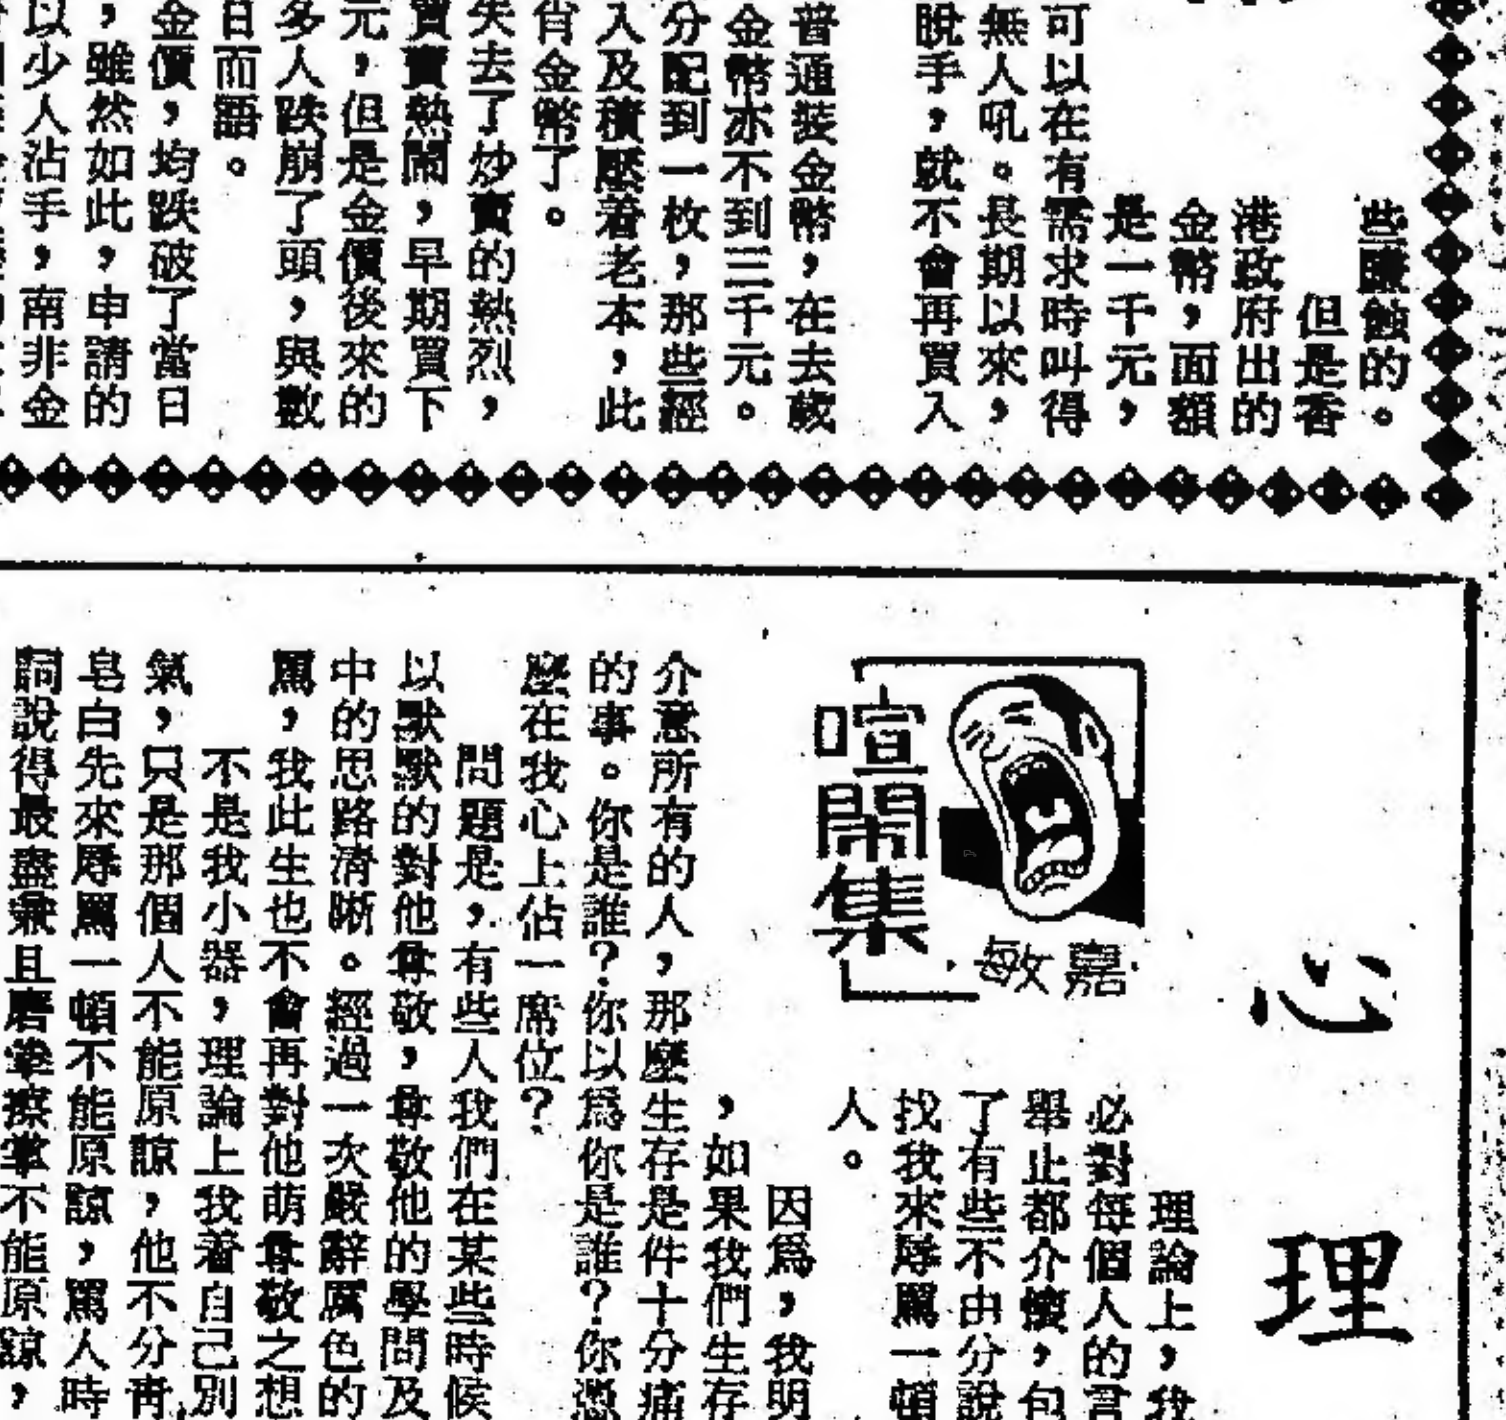 些賺蝕的。
但是香
港政府出的
金幣，面額
是一千元，
可以在有需求時叫得
無人吼。長期以來，
脫手，就不會再買入
普通裝金幣，在去歲
金幣亦不到三千元。
分配到一枚，那些經
入及積壓着老本，此
肖金幣了。
失去了炒賣的熱烈，
買賣熱鬧，早期買下
元，但是金價後來的
多人跌崩了頭，與數
日而語。
金價，均跌破了當日
，雖然如此，申請的
以少人沾手，南非金
心理
喧鬧集
嘉敏
理論上，我
必對每個人的言
舉止都介懷，包
了有些不由分說
找我來辱罵一頓
人。
因爲，我明
，如果我們生存
介意所有的人，那麼生存是件十分痛
的事。你是誰？你以爲你是誰？你憑
麼在我心上佔一席位？
問題是，有些人我們在某些時候
以默默的對他尊敬，尊敬他的學問及
中的思路清晰。經過一次嚴辭厲色的
罵，我此生也不會再對他萌尊敬之想
不是我小器，理論上我着自己別
氣，只是那個人不能原諒，他不分靑
皂白先來辱罵一頓不能原諒，罵人時
詞說得最盡兼且磨拳擦掌不能原諒，